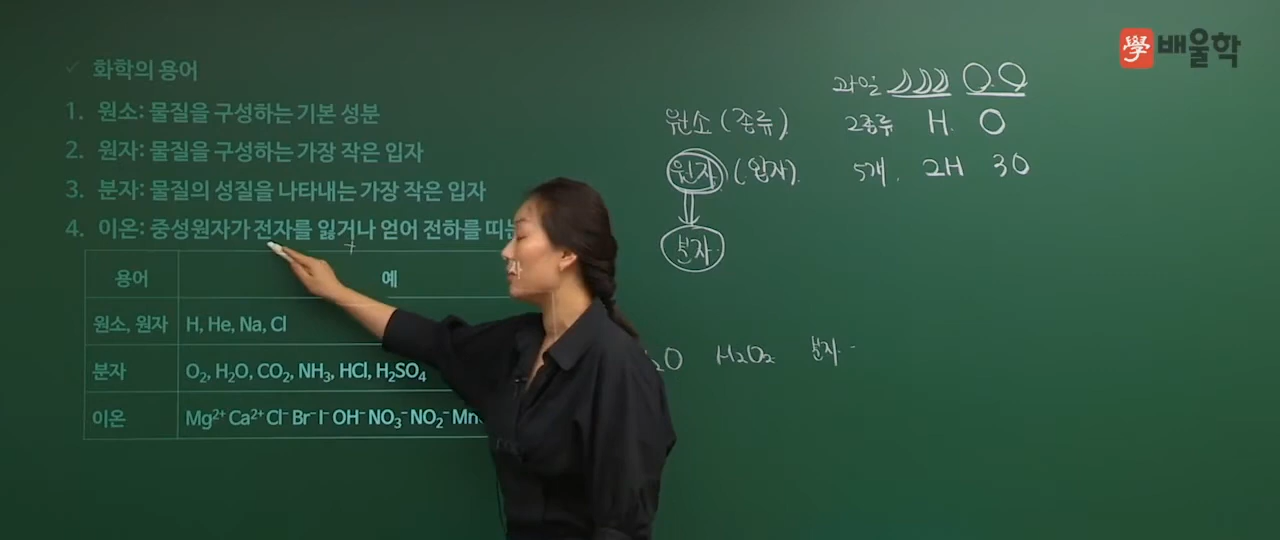 學 배울학
✓ 화학의 용어
1. 원소: 물질을 구성하는 기본 성분
2. 원자: 물질을 구성하는 가장 작은 입자
3. 분자: 물질의 성질을 나타내는 가장 작은 입자
4. 이온: 중성원자가 전자를 잃거나 얻어 전하를 띠는
+
용어 예
원소, 원자 H, He, Na, Cl
분자 O₂, H₂O, CO₂, NH₃, HCl, H₂SO₄
이온 Mg²⁺ Ca²⁺ Cl⁻ Br⁻ I⁻ OH⁻ NO₃⁻ NO₂⁻ Mn
과일
원소 (종류) 2종류 H O
원자 (입자) 5개 2H 3O
분자
₂O H₂O₂ 분자